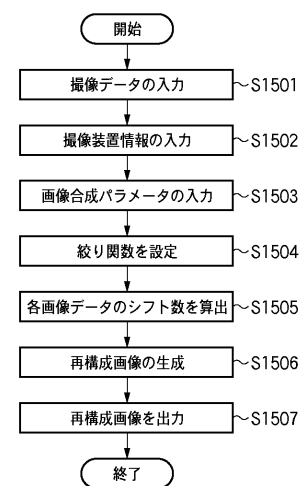 開始
撮像データの入力 S1501
撮像装置情報の入力 S1502
画像合成パラメータの入力 S1503
絞り関数を設定 S1504
各画像データのシフト数を算出 S1505
再構成画像の生成 S1506
再構成画像を出力 S1507
終了